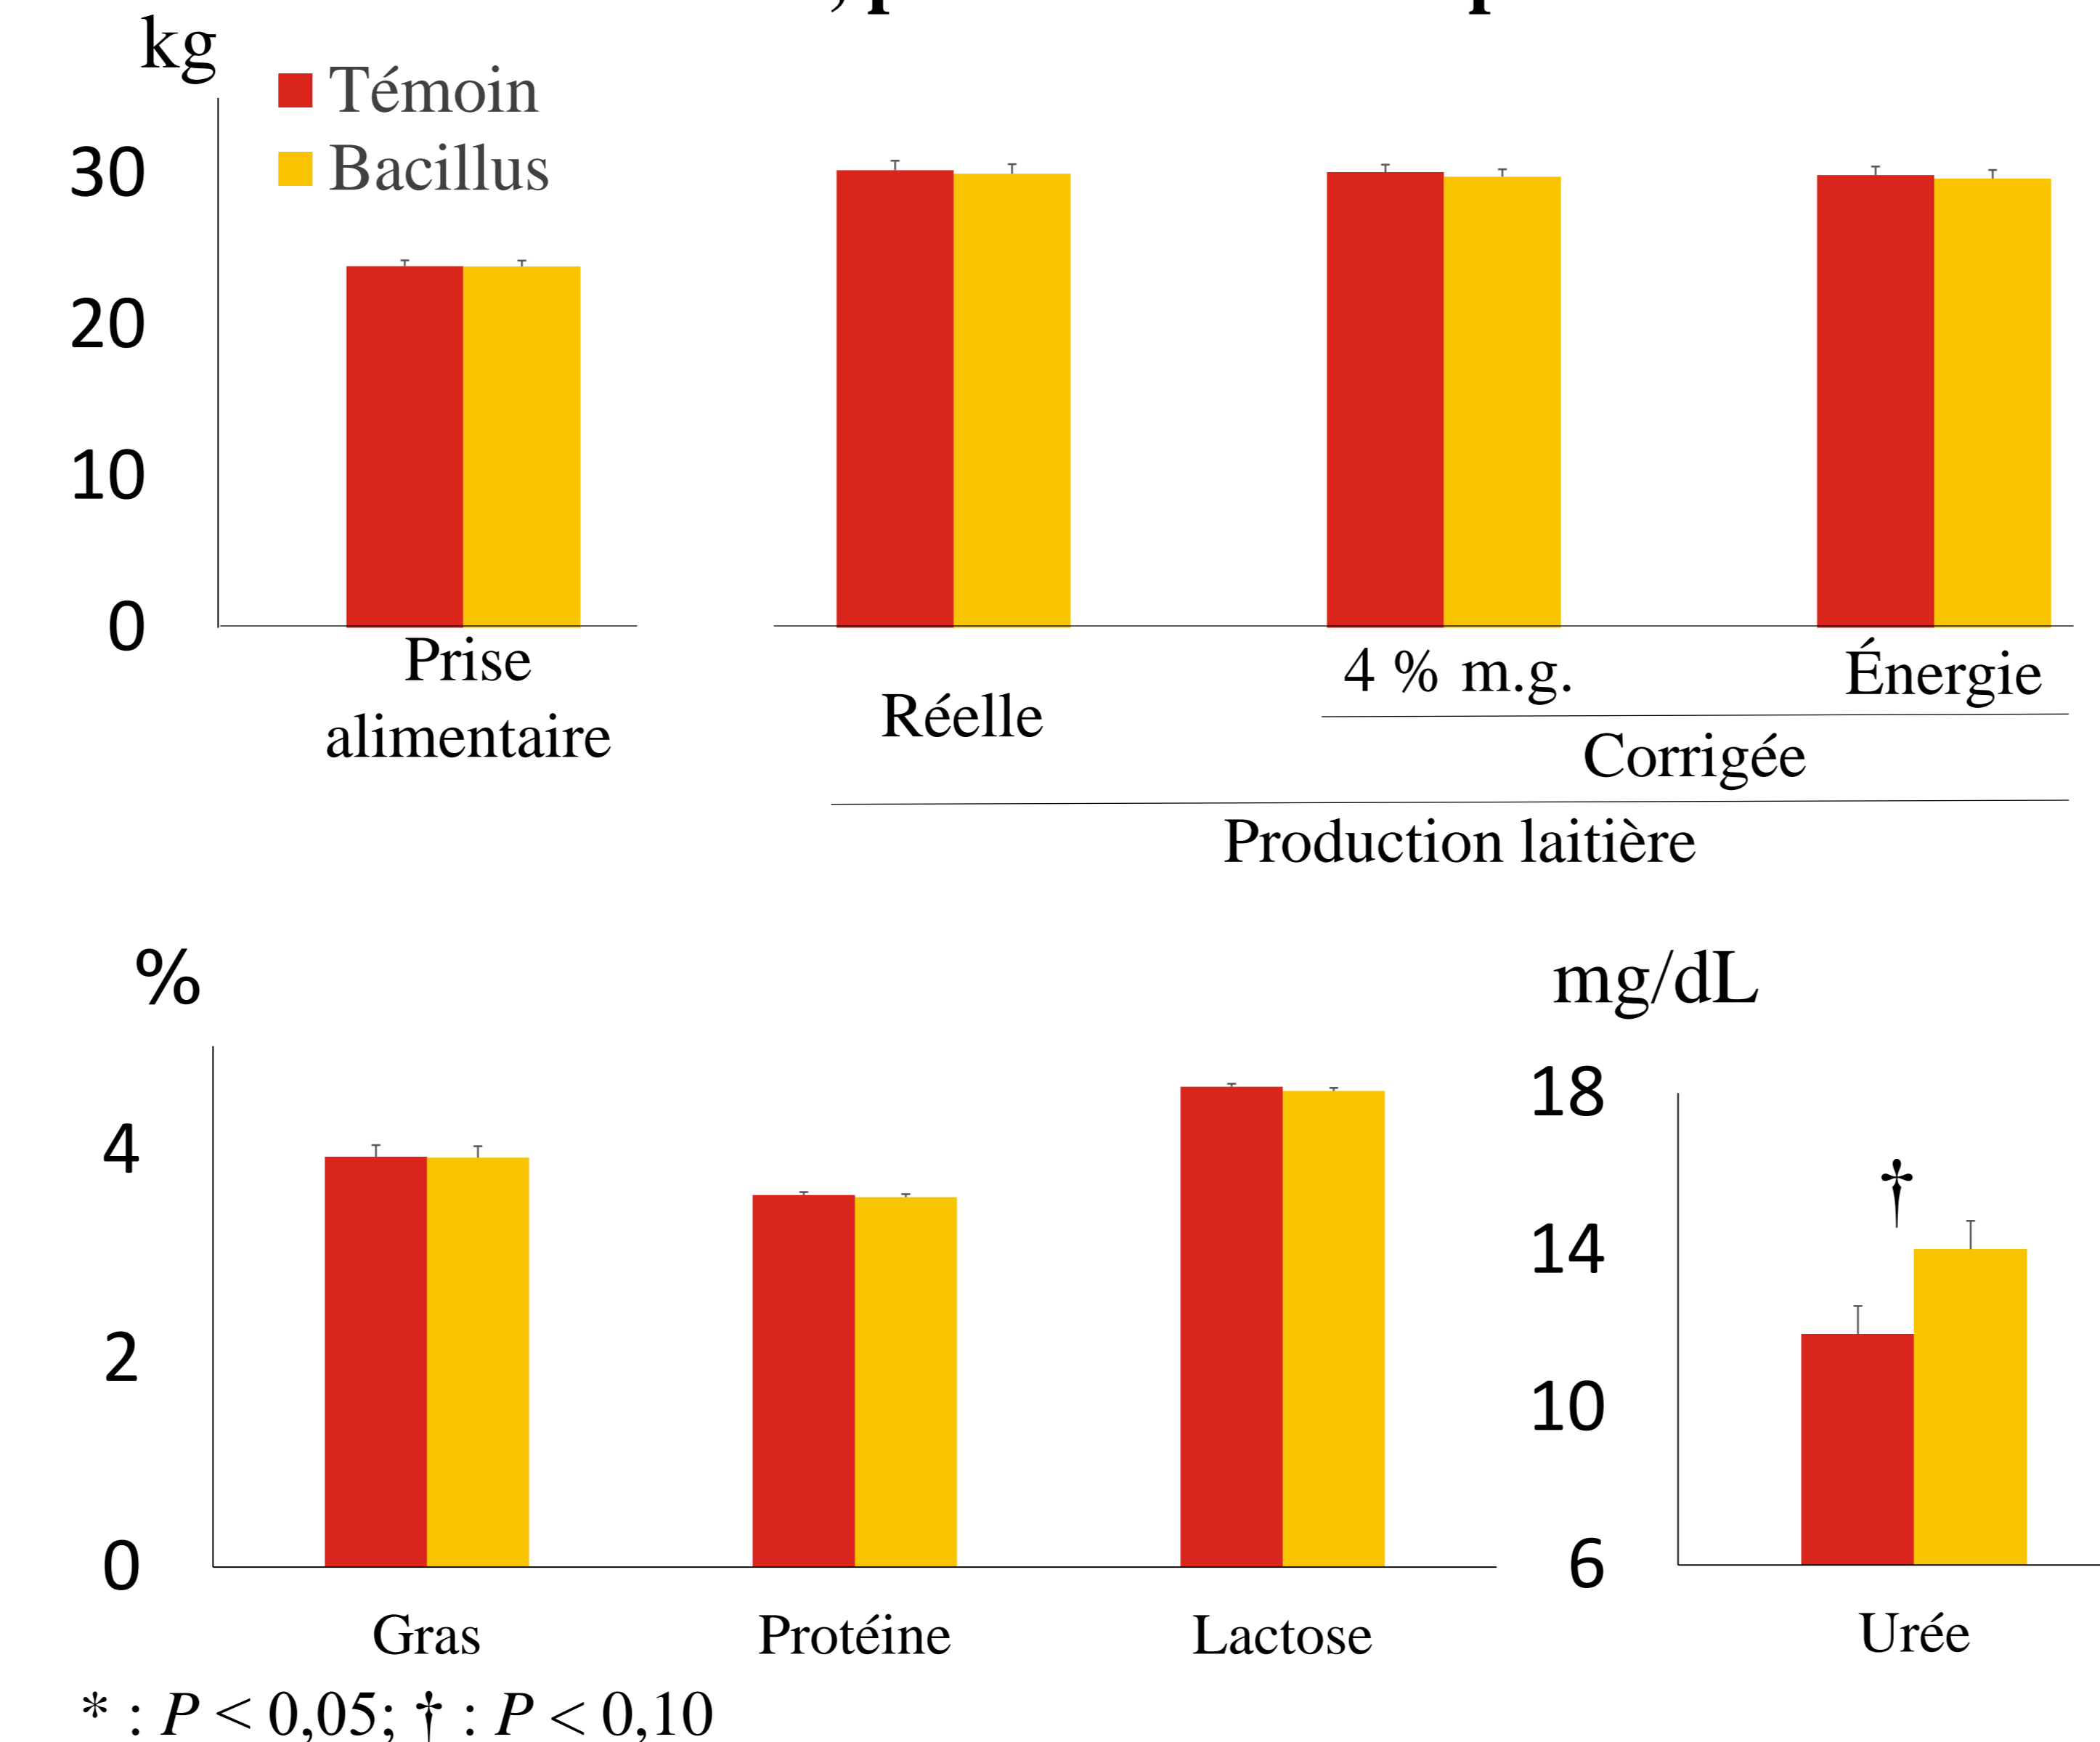 kg
Témoin
Bacillus
30
20
10
0
Prise
alimentaire
Réelle
4 % m.g.
Énergie
Corrigée
Production laitière
%
4
2
0
Gras
Protéine
Lactose
mg/dL
18
14
10
6
†
Urée
* : P < 0,05; † : P < 0,10